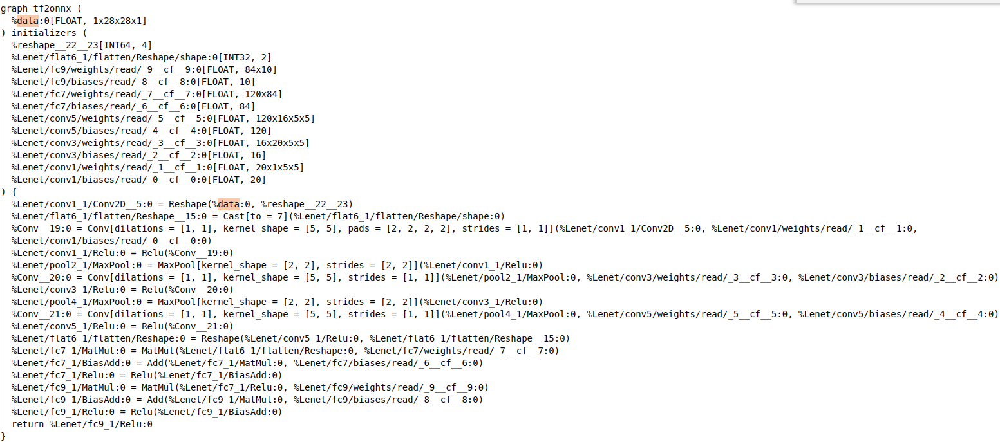 graph tf2onnx (
%data:0[FLOAT, 1x28x28x1]
) initializers (
%reshape__22__23[INT64, 4]
%Lenet/flat6_1/flatten/Reshape/shape:0[INT32, 2]
%Lenet/fc9/weights/read/_9__cf__9:0[FLOAT, 84x10]
%Lenet/fc9/biases/read/_8__cf__8:0[FLOAT, 10]
%Lenet/fc7/weights/read/_7__cf__7:0[FLOAT, 120x84]
%Lenet/fc7/biases/read/_6__cf__6:0[FLOAT, 84]
%Lenet/conv5/weights/read/_5__cf__5:0[FLOAT, 120x16x5x5]
%Lenet/conv5/biases/read/_4__cf__4:0[FLOAT, 120]
%Lenet/conv3/weights/read/_3__cf__3:0[FLOAT, 16x20x5x5]
%Lenet/conv3/biases/read/_2__cf__2:0[FLOAT, 16]
%Lenet/conv1/weights/read/_1__cf__1:0[FLOAT, 20x1x5x5]
%Lenet/conv1/biases/read/_0__cf__0:0[FLOAT, 20]
) {
%Lenet/conv1_1/Conv2D__5:0 = Reshape(%data:0, %reshape__22__23)
%Lenet/flat6_1/flatten/Reshape__15:0 = Cast[to = 7](%Lenet/flat6_1/flatten/Reshape/shape:0)
%Conv__19:0 = Conv[dilations = [1, 1], kernel_shape = [5, 5], pads = [2, 2, 2, 2], strides = [1, 1]](%Lenet/conv1_1/Conv2D__5:0, %Lenet/conv1/weights/read/_1__cf__1:0,
%Lenet/conv1/biases/read/_0__cf__0:0)
%Lenet/conv1_1/Relu:0 = Relu(%Conv__19:0)
%Lenet/pool2_1/MaxPool:0 = MaxPool[kernel_shape = [2, 2], strides = [2, 2]](%Lenet/conv1_1/Relu:0)
%Conv__20:0 = Conv[dilations = [1, 1], kernel_shape = [5, 5], strides = [1, 1]](%Lenet/pool2_1/MaxPool:0, %Lenet/conv3/weights/read/_3__cf__3:0, %Lenet/conv3/biases/read/_2__cf__2:0)
%Lenet/conv3_1/Relu:0 = Relu(%Conv__20:0)
%Lenet/pool4_1/MaxPool:0 = MaxPool[kernel_shape = [2, 2], strides = [2, 2]](%Lenet/conv3_1/Relu:0)
%Conv__21:0 = Conv[dilations = [1, 1], kernel_shape = [5, 5], strides = [1, 1]](%Lenet/pool4_1/MaxPool:0, %Lenet/conv5/weights/read/_5__cf__5:0, %Lenet/conv5/biases/read/_4__cf__4:0)
%Lenet/conv5_1/Relu:0 = Relu(%Conv__21:0)
%Lenet/flat6_1/flatten/Reshape:0 = Reshape(%Lenet/conv5_1/Relu:0, %Lenet/flat6_1/flatten/Reshape__15:0)
%Lenet/fc7_1/MatMul:0 = MatMul(%Lenet/flat6_1/flatten/Reshape:0, %Lenet/fc7/weights/read/_7__cf__7:0)
%Lenet/fc7_1/BiasAdd:0 = Add(%Lenet/fc7_1/MatMul:0, %Lenet/fc7/biases/read/_6__cf__6:0)
%Lenet/fc7_1/Relu:0 = Relu(%Lenet/fc7_1/BiasAdd:0)
%Lenet/fc9_1/MatMul:0 = MatMul(%Lenet/fc7_1/Relu:0, %Lenet/fc9/weights/read/_9__cf__9:0)
%Lenet/fc9_1/BiasAdd:0 = Add(%Lenet/fc9_1/MatMul:0, %Lenet/fc9/biases/read/_8__cf__8:0)
%Lenet/fc9_1/Relu:0 = Relu(%Lenet/fc9_1/BiasAdd:0)
return %Lenet/fc9_1/Relu:0
}